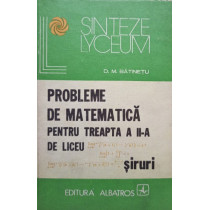 SINTEZE
LYCEUM
D. M. BĂTINEȚU
PROBLEME
DE MATEMATICĂ
PENTRU TREAPTA A II-A
DE LICEU
șiruri
EDITURA ALBATROS